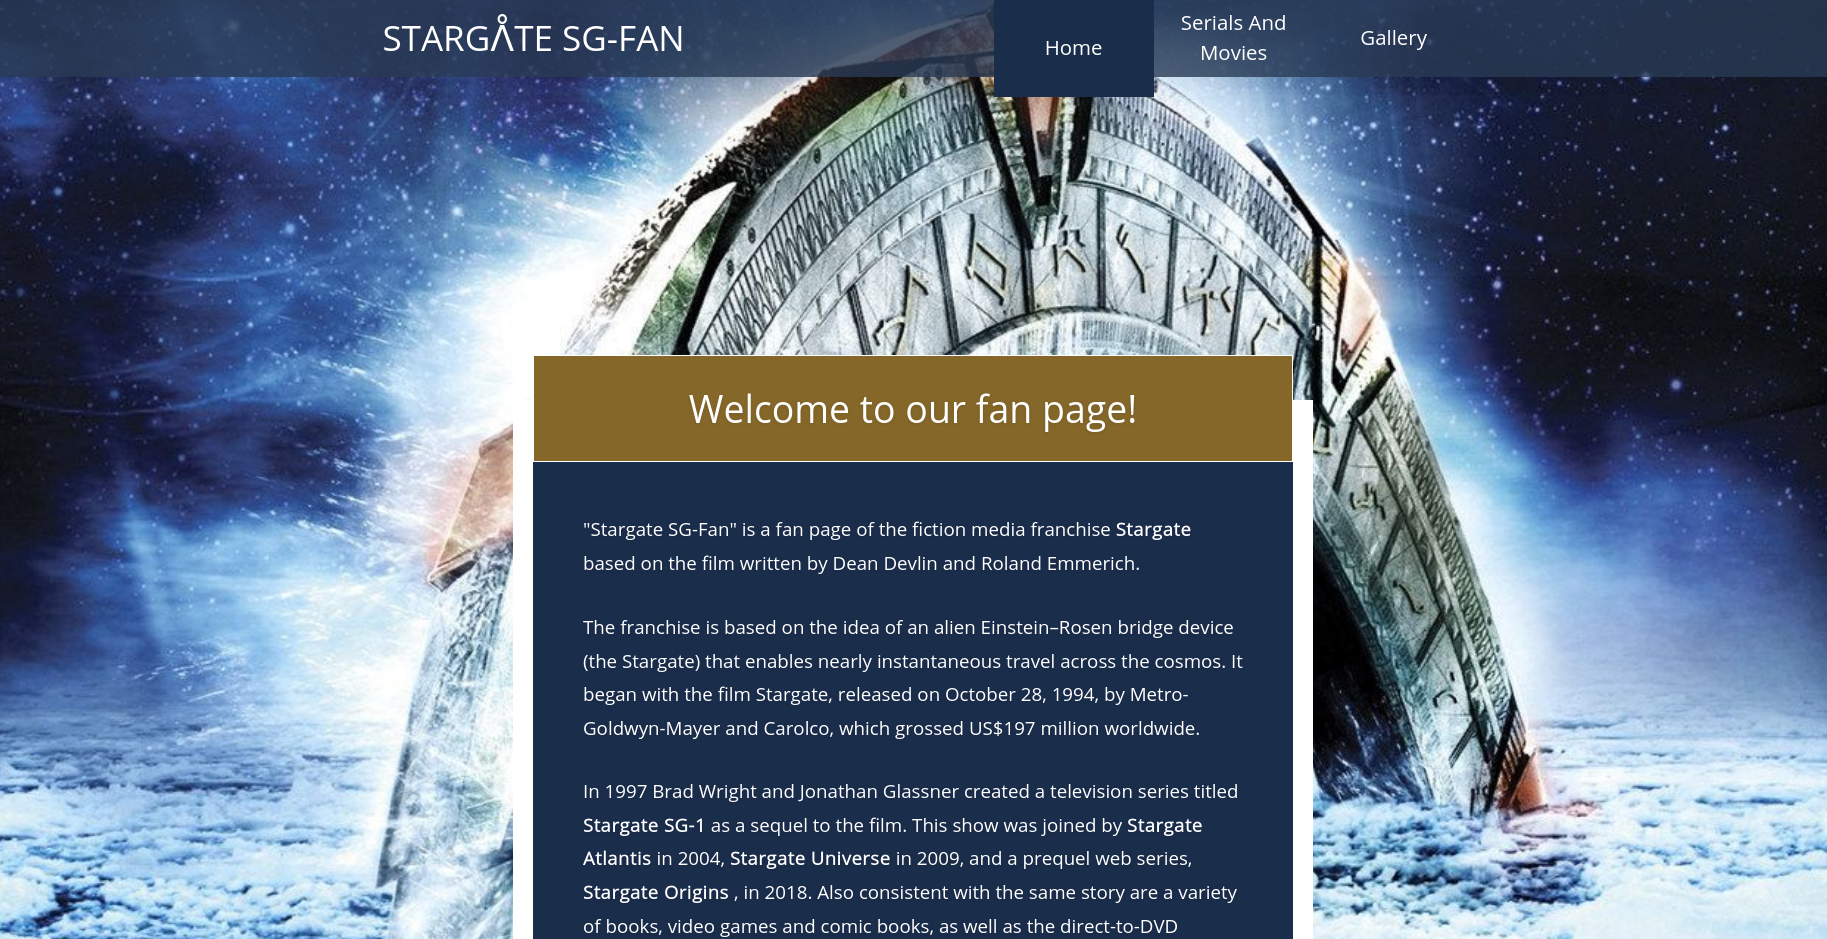 STARGÅTE SG-FAN
Home
Serials And
Movies
Gallery
Welcome to our fan page!
"Stargate SG-Fan" is a fan page of the fiction media franchise Stargate
based on the film written by Dean Devlin and Roland Emmerich.
The franchise is based on the idea of an alien Einstein–Rosen bridge device
(the Stargate) that enables nearly instantaneous travel across the cosmos. It
began with the film Stargate, released on October 28, 1994, by Metro-
Goldwyn-Mayer and Carolco, which grossed US$197 million worldwide.
In 1997 Brad Wright and Jonathan Glassner created a television series titled
Stargate SG-1 as a sequel to the film. This show was joined by Stargate
Atlantis in 2004, Stargate Universe in 2009, and a prequel web series,
Stargate Origins , in 2018. Also consistent with the same story are a variety
of books, video games and comic books, as well as the direct-to-DVD